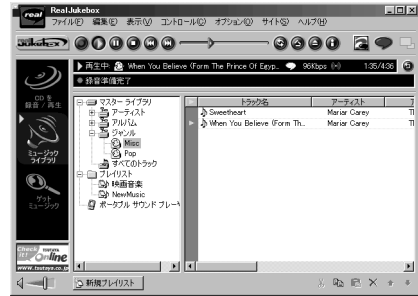 real RealJukebox
ファイル(F) 編集(E) 表示(V) コントロール(C) オプション(O) サイト(S) ヘルプ(H)
Jukebox
再生中: When You Believe (Form The Prince Of Egyp.. 96Kbps 1:35/4:36
録音準備完了
CD を
録音 / 再生
ミュージック
ライブラリ
ゲット
ミュージック
Check it! TSUTAYA Online
www.tsutaya.co.jp
マスター ライブラリ
アーティスト
アルバム
ジャンル
Misc
Pop
すべてのトラック
プレイリスト
映画音楽
NewMusic
ポータブル サウンド プレー
トラック名 アーティスト
Sweetheart Mariar Carey Tl
When You Believe (Form Th... Mariar Carey Tl
新規プレイリスト